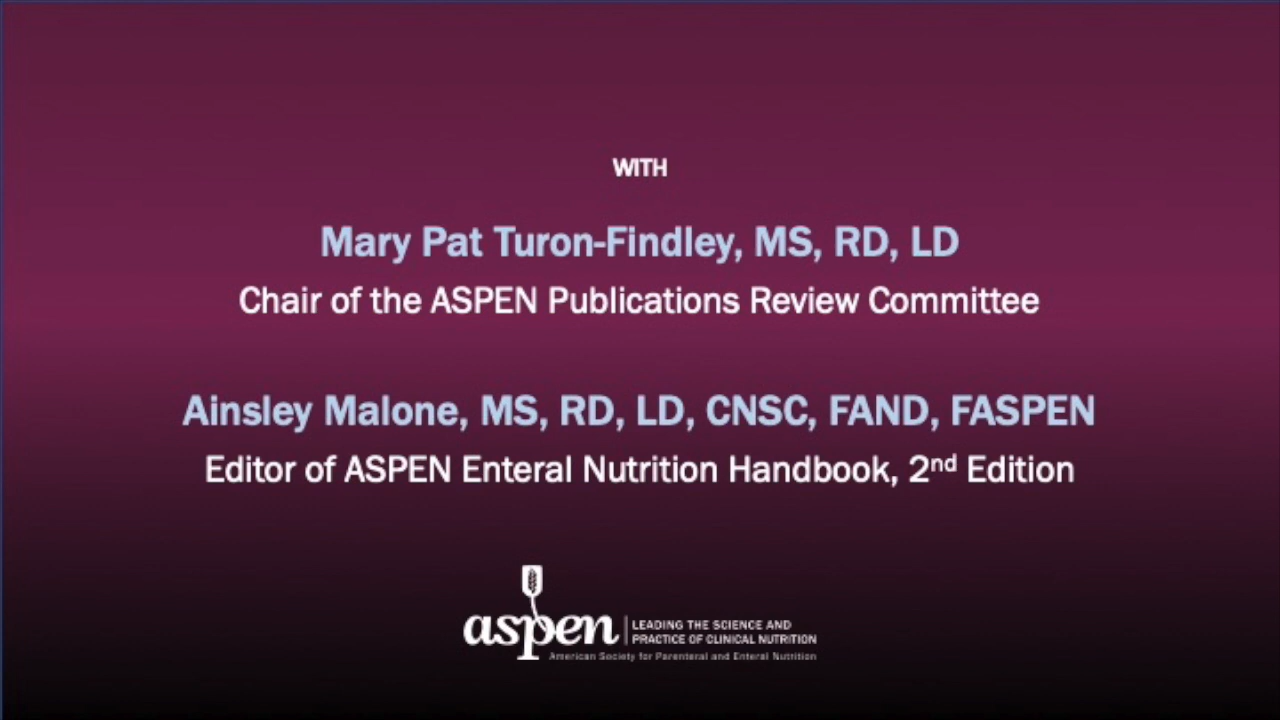 WITH
Mary Pat Turon-Findley, MS, RD, LD
Chair of the ASPEN Publications Review Committee
Ainsley Malone, MS, RD, LD, CNSC, FAND, FASPEN
Editor of ASPEN Enteral Nutrition Handbook, 2nd Edition
aspen
LEADING THE SCIENCE AND
PRACTICE OF CLINICAL NUTRITION
American Society for Parenteral and Enteral Nutrition